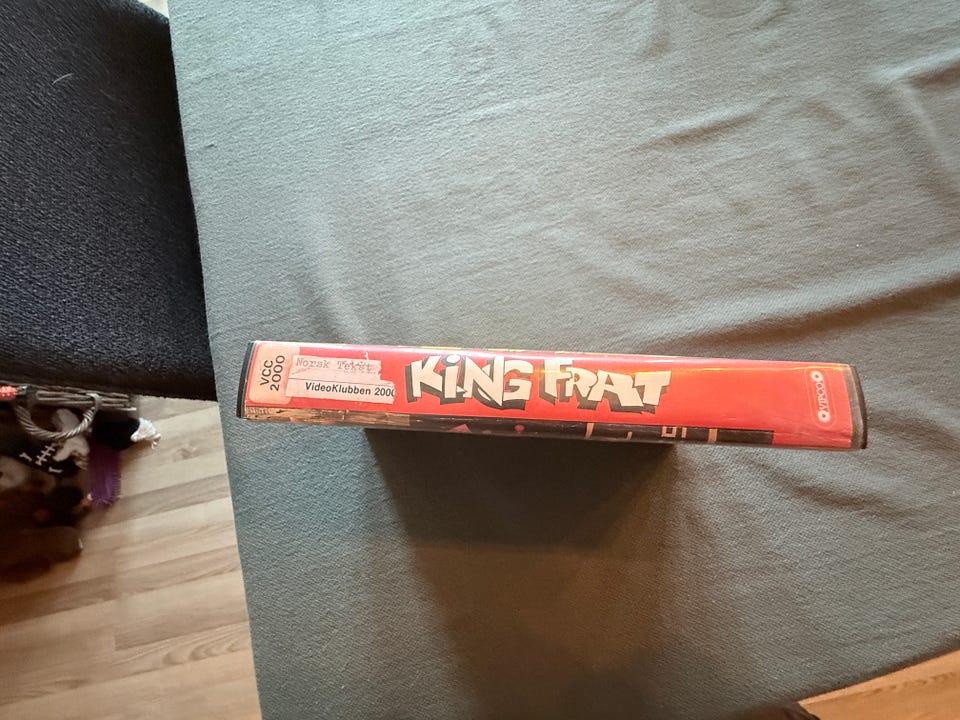 VCC
2000
Norsk Tekst
VideoKlubben 2000
KiNG FRAT
VIPCO